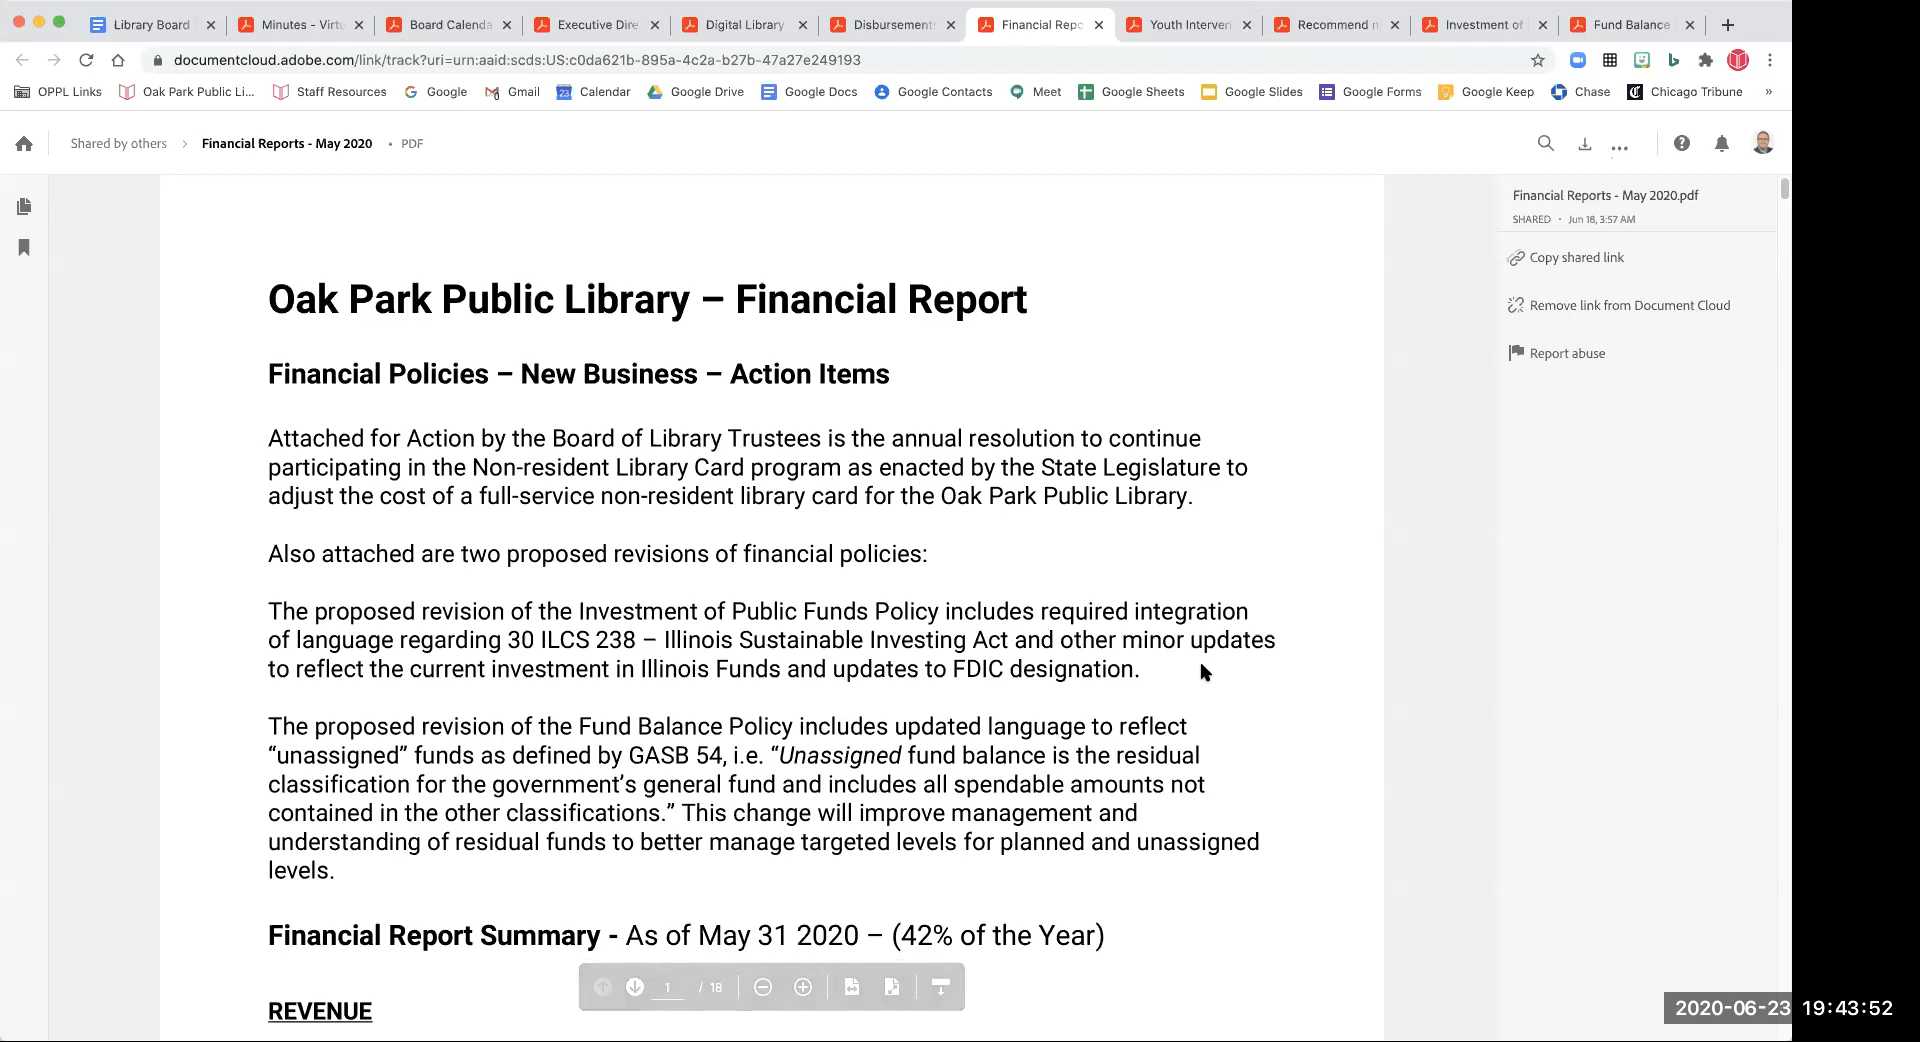 Library Board
Minutes - Virtu
Board Calenda
Executive Dire
Digital Library
Disbursement
Financial Repo
Youth Interven
Recommend n
Investment of
Fund Balance
documentcloud.adobe.com/link/track?uri=urn:aaid:scds:US:c0da621b-895a-4c2a-b27b-47a27e249193
OPPL Links
Oak Park Public Li...
Staff Resources
Google
Gmail
Calendar
Google Drive
Google Docs
Google Contacts
Meet
Google Sheets
Google Slides
Google Forms
Google Keep
Chase
Chicago Tribune
»
Shared by others > Financial Reports - May 2020 • PDF
Financial Reports - May 2020.pdf
SHARED • Jun 18, 3:57 AM
Copy shared link
Remove link from Document Cloud
Report abuse
Oak Park Public Library – Financial Report
Financial Policies – New Business – Action Items
Attached for Action by the Board of Library Trustees is the annual resolution to continue
participating in the Non-resident Library Card program as enacted by the State Legislature to
adjust the cost of a full-service non-resident library card for the Oak Park Public Library.
Also attached are two proposed revisions of financial policies:
The proposed revision of the Investment of Public Funds Policy includes required integration
of language regarding 30 ILCS 238 – Illinois Sustainable Investing Act and other minor updates
to reflect the current investment in Illinois Funds and updates to FDIC designation.
The proposed revision of the Fund Balance Policy includes updated language to reflect
“unassigned” funds as defined by GASB 54, i.e. “Unassigned fund balance is the residual
classification for the government’s general fund and includes all spendable amounts not
contained in the other classifications.” This change will improve management and
understanding of residual funds to better manage targeted levels for planned and unassigned
levels.
Financial Report Summary - As of May 31 2020 – (42% of the Year)
1 / 18
REVENUE
2020-06-23 19:43:52